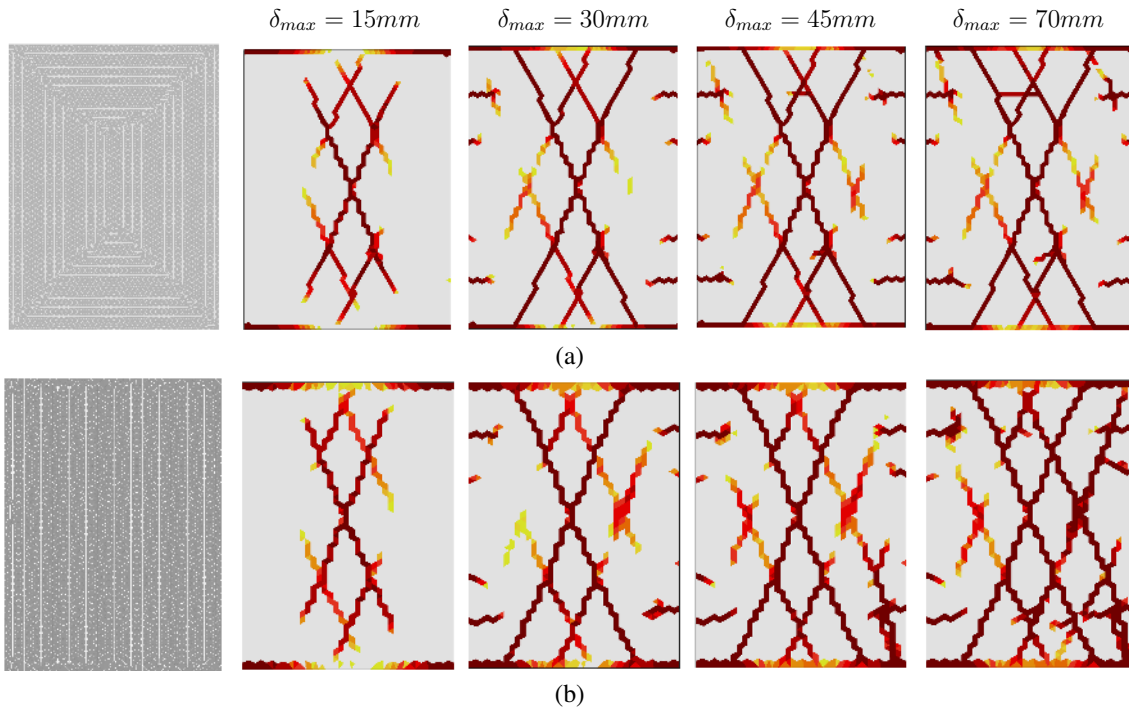 δmax = 15mm δmax = 30mm δmax = 45mm δmax = 70mm
(a)
(b)